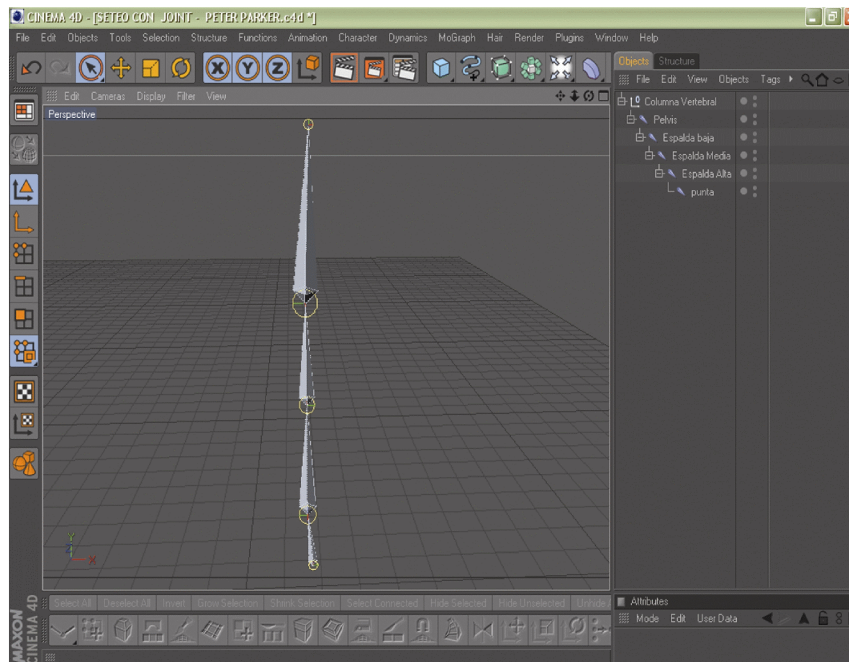 CINEMA 4D - [SETEO CON JOINT - PETER PARKER.c4d *]
File Edit Objects Tools Selection Structure Functions Animation Character Dynamics MoGraph Hair Render Plugins Window Help
Objects Structure
Edit Cameras Display Filter View
File Edit View Objects Tags
Perspective
Columna Vertebral
Pelvis
Espalda baja
Espalda Media
Espalda Alta
punta
Y
Z
X
Select All Deselect All Invert Grow Selection Shrink Selection Select Connected Hide Selected Hide Unselected Unhide
Attributes
Mode Edit User Data
MAXON
CINEMA 4D